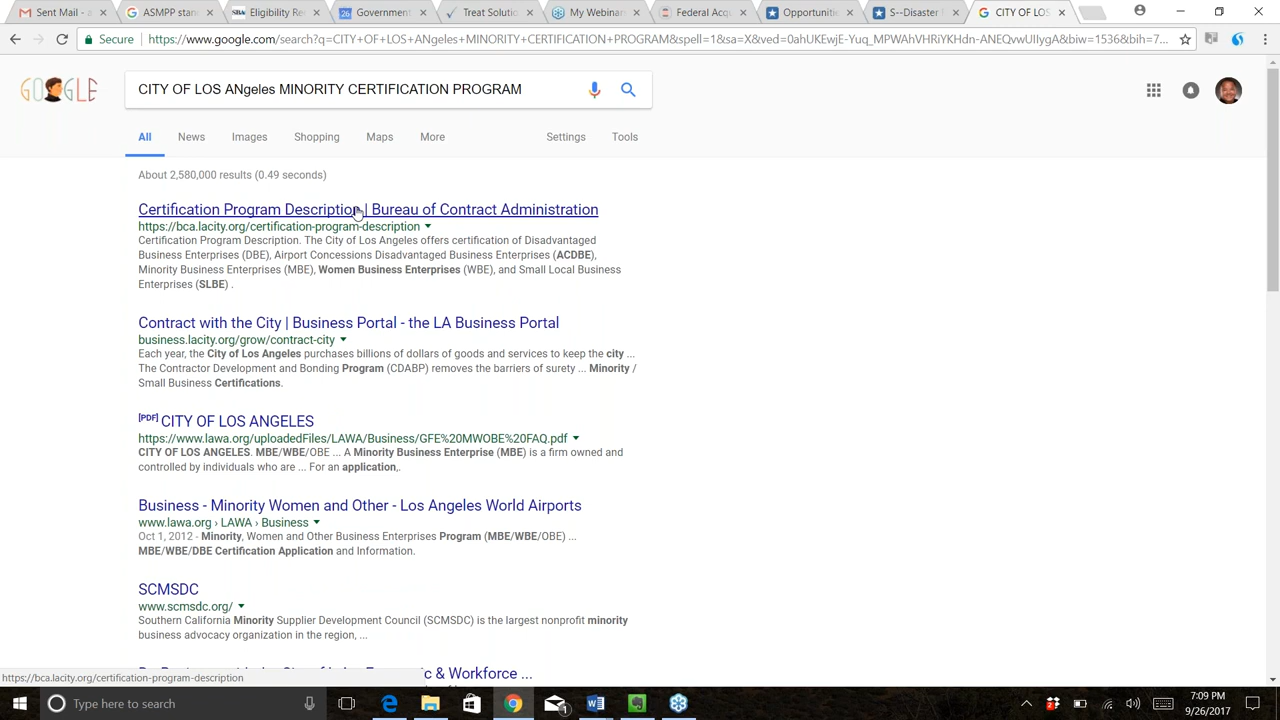 Sent Mail - a
ASMPP stan
Eligibility Re
Government
Treat Solutio
My Webinars
Federal Acq
Opportuniti
S--Disaster
CITY OF LOS
Secure
https://www.google.com/search?q=CITY+OF+LOS+ANgeles+MINORITY+CERTIFICATION+PROGRAM&spell=1&sa=X&ved=0ahUKEwjE-Yuq_MPWAhVHRiYKHdn-ANEQvwUIIygA&biw=1536&bih=7...
GOOGLE
CITY OF LOS ANgeles MINORITY CERTIFICATION PROGRAM
All News Images Shopping Maps More Settings Tools
About 2,580,000 results (0.49 seconds)
Certification Program Description | Bureau of Contract Administration
https://bca.lacity.org/certification-program-description
Certification Program Description. The City of Los Angeles offers certification of Disadvantaged
Business Enterprises (DBE), Airport Concessions Disadvantaged Business Enterprises (ACDBE),
Minority Business Enterprises (MBE), Women Business Enterprises (WBE), and Small Local Business
Enterprises (SLBE) .
Contract with the City | Business Portal - the LA Business Portal
business.lacity.org/grow/contract-city
Each year, the City of Los Angeles purchases billions of dollars of goods and services to keep the city ...
The Contractor Development and Bonding Program (CDABP) removes the barriers of surety ... Minority /
Small Business Certifications.
[PDF] CITY OF LOS ANGELES
https://www.lawa.org/uploadedFiles/LAWA/Business/GFE%20MWOBE%20FAQ.pdf
CITY OF LOS ANGELES. MBE/WBE/OBE ... A Minority Business Enterprise (MBE) is a firm owned and
controlled by individuals who are ... For an application,.
Business - Minority Women and Other - Los Angeles World Airports
www.lawa.org › LAWA › Business
Oct 1, 2012 - Minority, Women and Other Business Enterprises Program (MBE/WBE/OBE) ...
MBE/WBE/DBE Certification Application and Information.
SCMSDC
www.scmsdc.org/
Southern California Minority Supplier Development Council (SCMSDC) is the largest nonprofit minority
business advocacy organization in the region, ...
c & Workforce ...
https://bca.lacity.org/certification-program-description
Type here to search
7:09 PM
9/26/2017